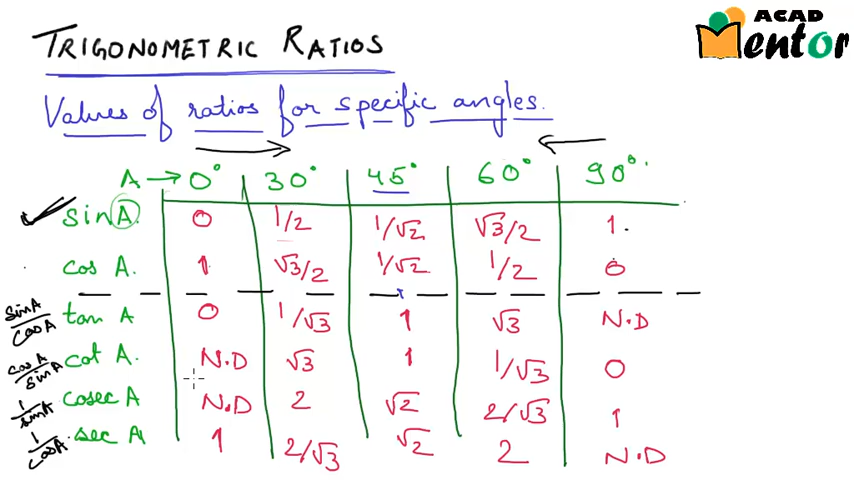 TRIGONOMETRIC RATIOS
ACAD
mentor
Values of ratios for specific angles.
A → 0° 30° 45° 60° 90°
sin A 0 1/2 1/√2 √3/2 1
cos A 1 √3/2 1/√2 1/2 0
sinA/cosA tan A 0 1/√3 1 √3 N.D
cosA/sinA cot A. N.D √3 1 1/√3 0
1/sinA cosec A N.D 2 √2 2/√3 1
1/cosA sec A 1 2/√3 √2 2 N.D